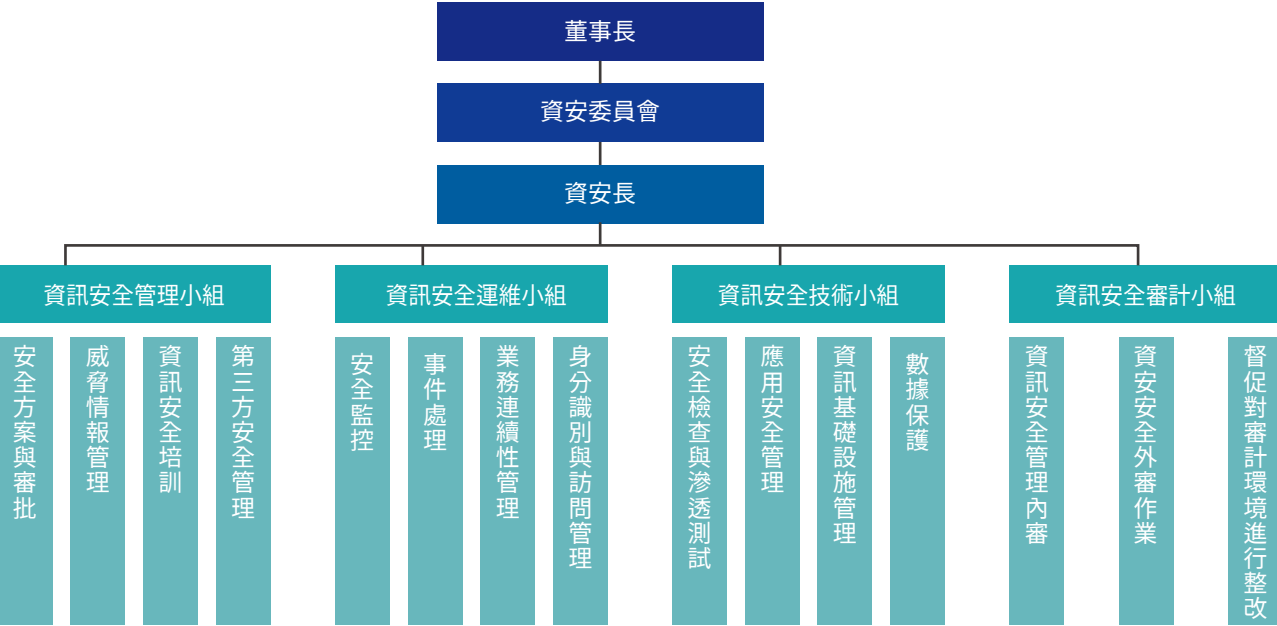 董事長
資安委員會
資安長
資訊安全管理小組
資訊安全運維小組
資訊安全技術小組
資訊安全審計小組
安全方案與審批
威脅情報管理
資訊安全培訓
第三方安全管理
安全監控
事件處理
業務連續性管理
身分識別與訪問管理
安全檢查與滲透測試
應用安全管理
資訊基礎設施管理
數據保護
資訊安全管理內審
資安安全外審作業
督促對審計環境進行整改